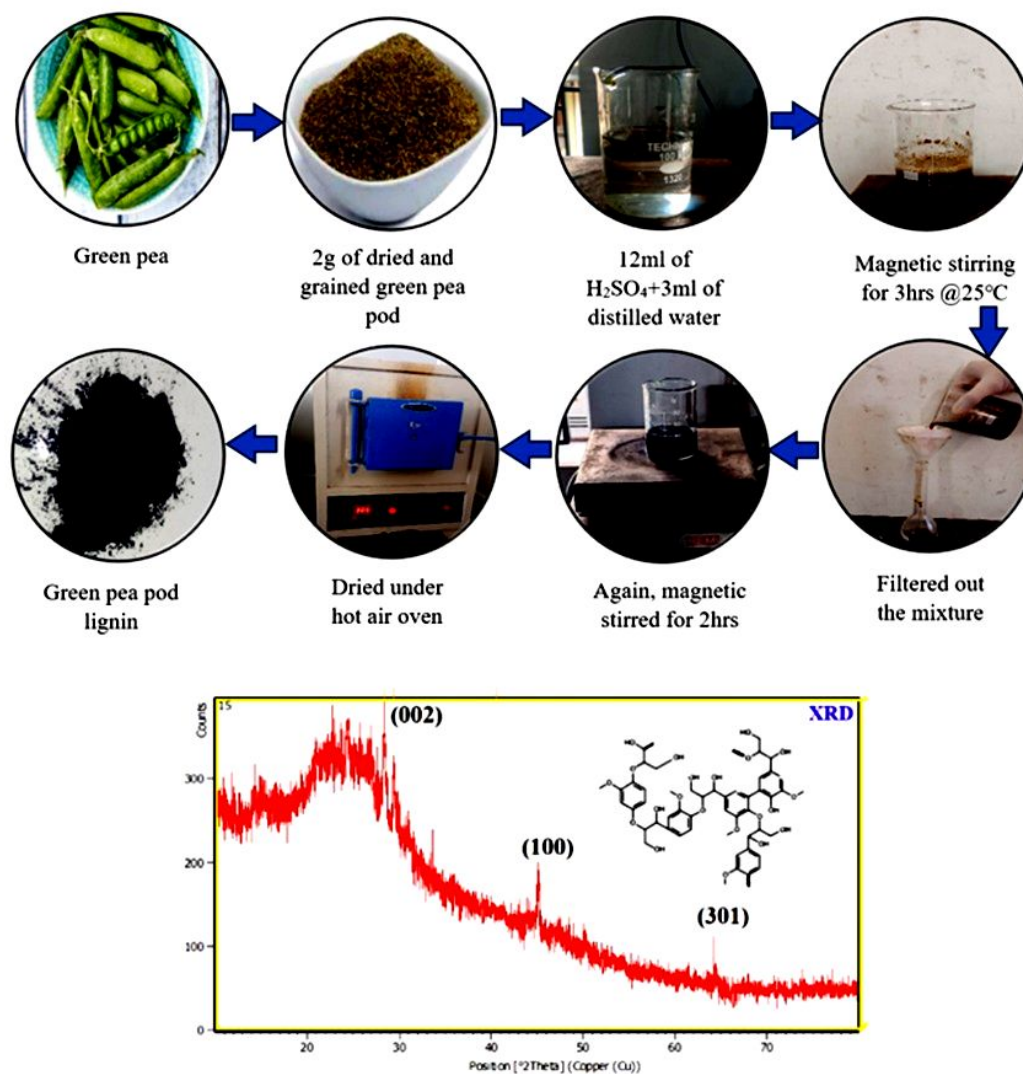 Green pea
2g of dried and
grained green pea
pod
TECHN
100
1320
12ml of
H₂SO₄+3ml of
distilled water
Magnetic stirring
for 3hrs @25°C
Green pea pod
lignin
Dried under
hot air oven
Again, magnetic
stirred for 2hrs
Filtered out
the mixture
Counts
15
(002)
XRD
300
200
100
0
(100)
(301)
20
30
40
50
60
70
Position [°2Theta] (Copper (Cu))